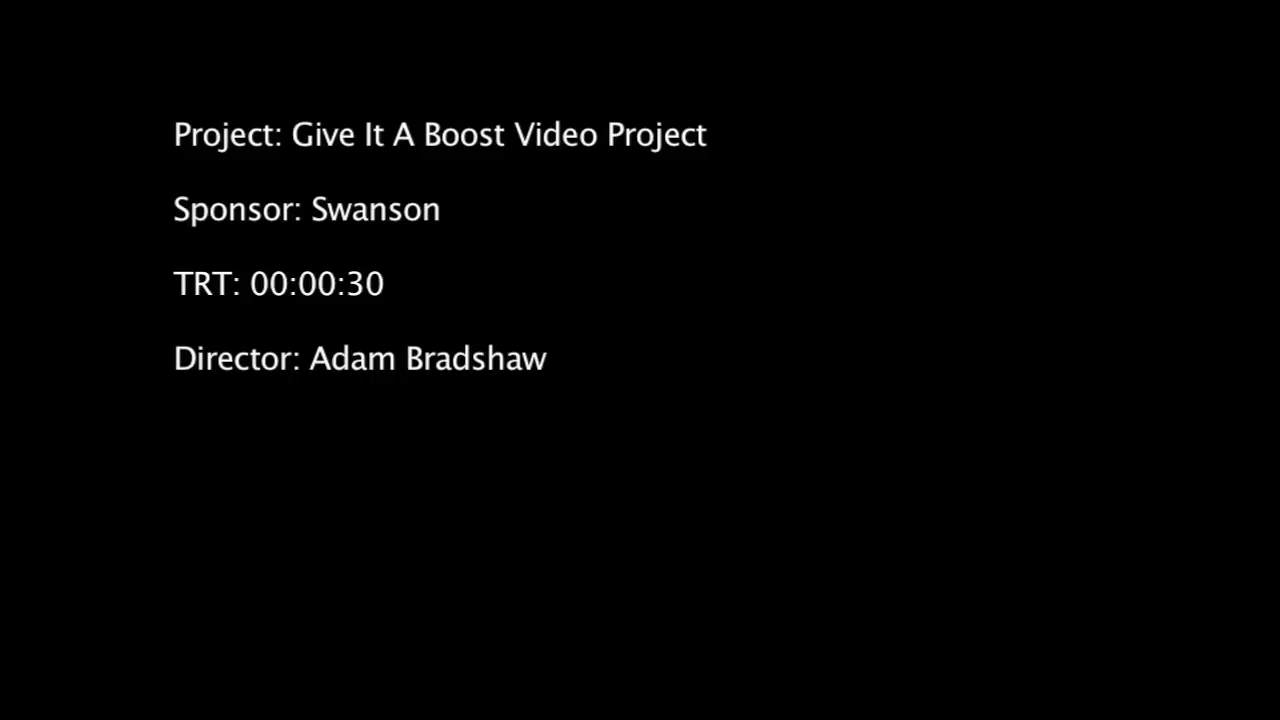 Project: Give It A Boost Video Project
Sponsor: Swanson
TRT: 00:00:30
Director: Adam Bradshaw